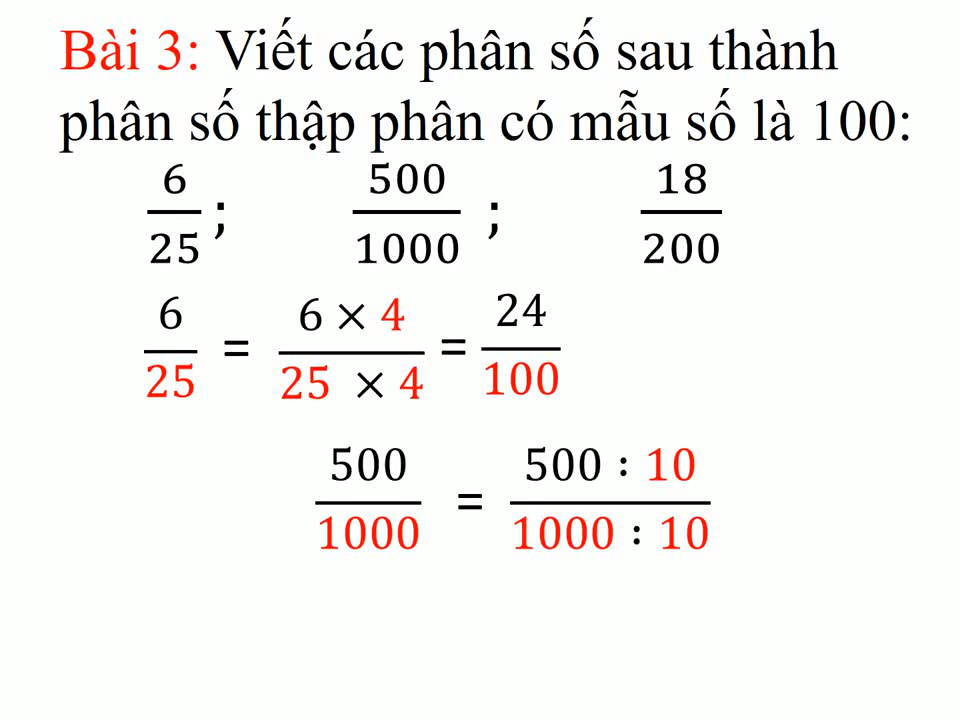 Bài 3: Viết các phân số sau thành
phân số thập phân có mẫu số là 100:
6/25 ; 500/1000 ; 18/200
6/25 = (6 × 4)/(25 × 4) = 24/100
500/1000 = (500 : 10)/(1000 : 10)